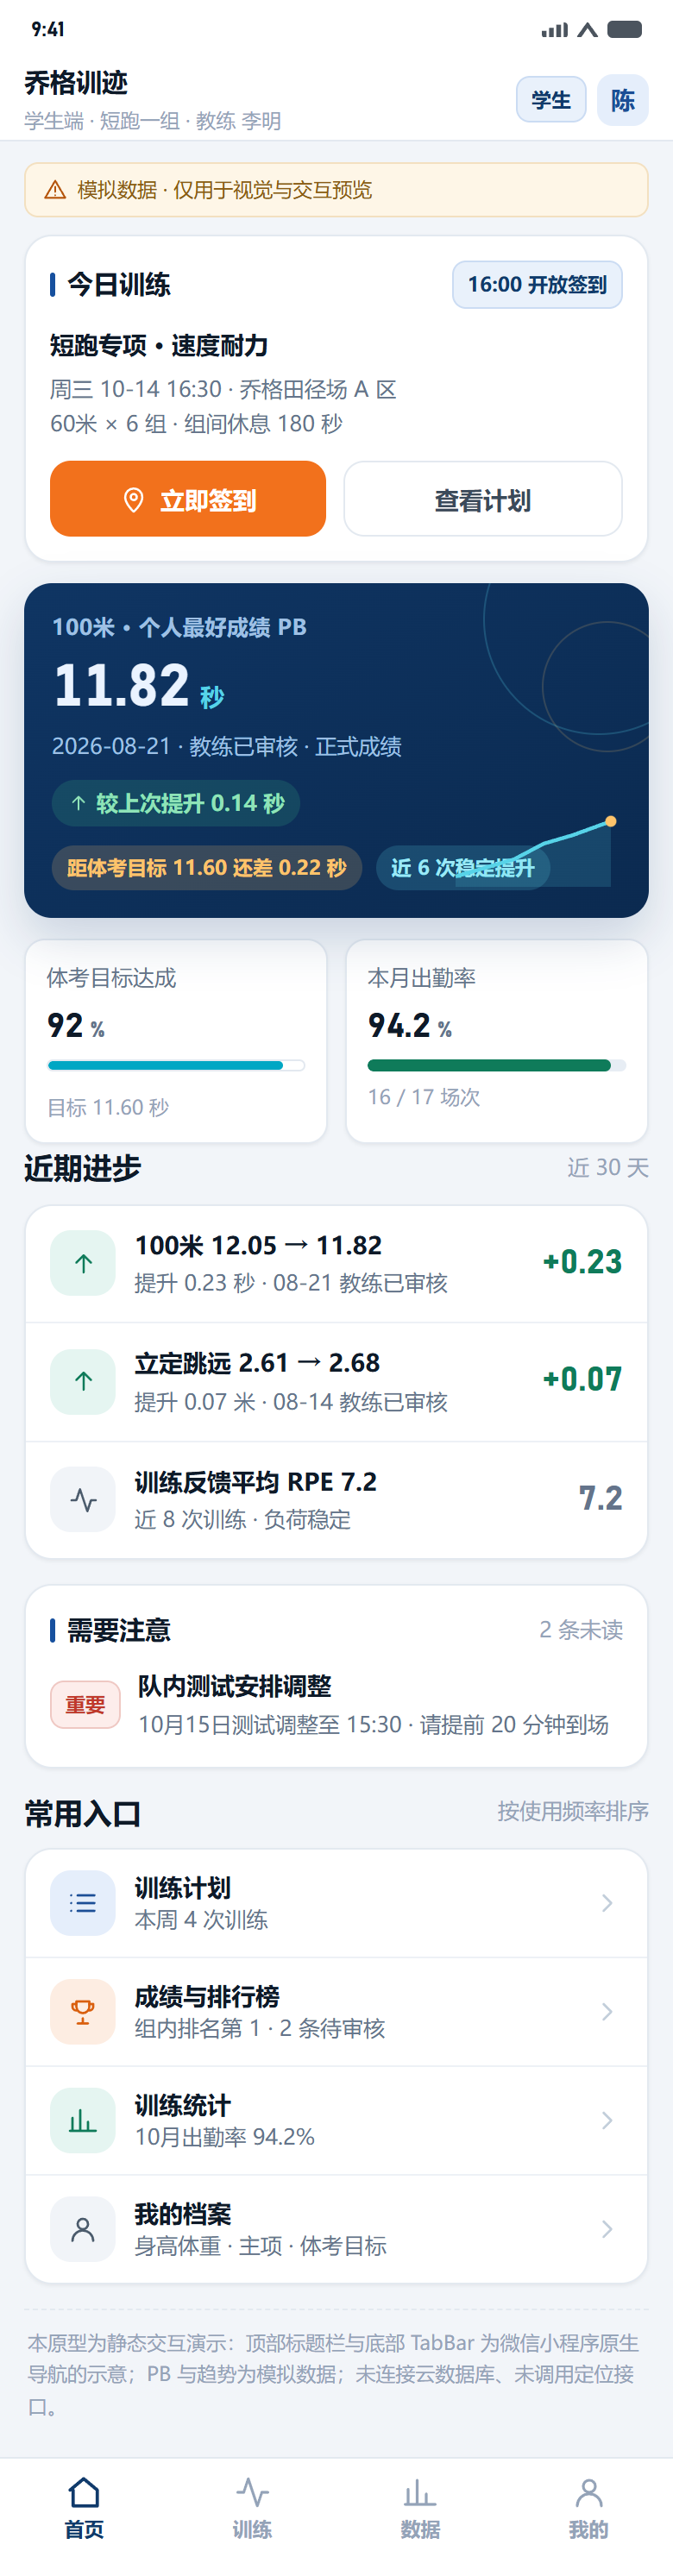 9:41
乔格训迹
学生端 · 短跑一组 · 教练 李明
学生
陈
模拟数据 · 仅用于视觉与交互预览
今日训练
16:00 开放签到
短跑专项 · 速度耐力
周三 10-14 16:30 · 乔格田径场 A 区
60米 × 6 组 · 组间休息 180 秒
立即签到
查看计划
100米 · 个人最好成绩 PB
11.82 秒
2026-08-21 · 教练已审核 · 正式成绩
↑ 较上次提升 0.14 秒
距体考目标 11.60 还差 0.22 秒
近 6 次稳定提升
体考目标达成
92 %
目标 11.60 秒
本月出勤率
94.2 %
16 / 17 场次
近期进步
近 30 天
100米 12.05 → 11.82
提升 0.23 秒 · 08-21 教练已审核
+0.23
立定跳远 2.61 → 2.68
提升 0.07 米 · 08-14 教练已审核
+0.07
训练反馈平均 RPE 7.2
近 8 次训练 · 负荷稳定
7.2
需要注意
2 条未读
重要
队内测试安排调整
10月15日测试调整至 15:30 · 请提前 20 分钟到场
常用入口
按使用频率排序
训练计划
本周 4 次训练
成绩与排行榜
组内排名第 1 · 2 条待审核
训练统计
10月出勤率 94.2%
我的档案
身高体重 · 主项 · 体考目标
本原型为静态交互演示：顶部标题栏与底部 TabBar 为微信小程序原生
导航的示意；PB 与趋势为模拟数据；未连接云数据库、未调用定位接
口。
首页
训练
数据
我的